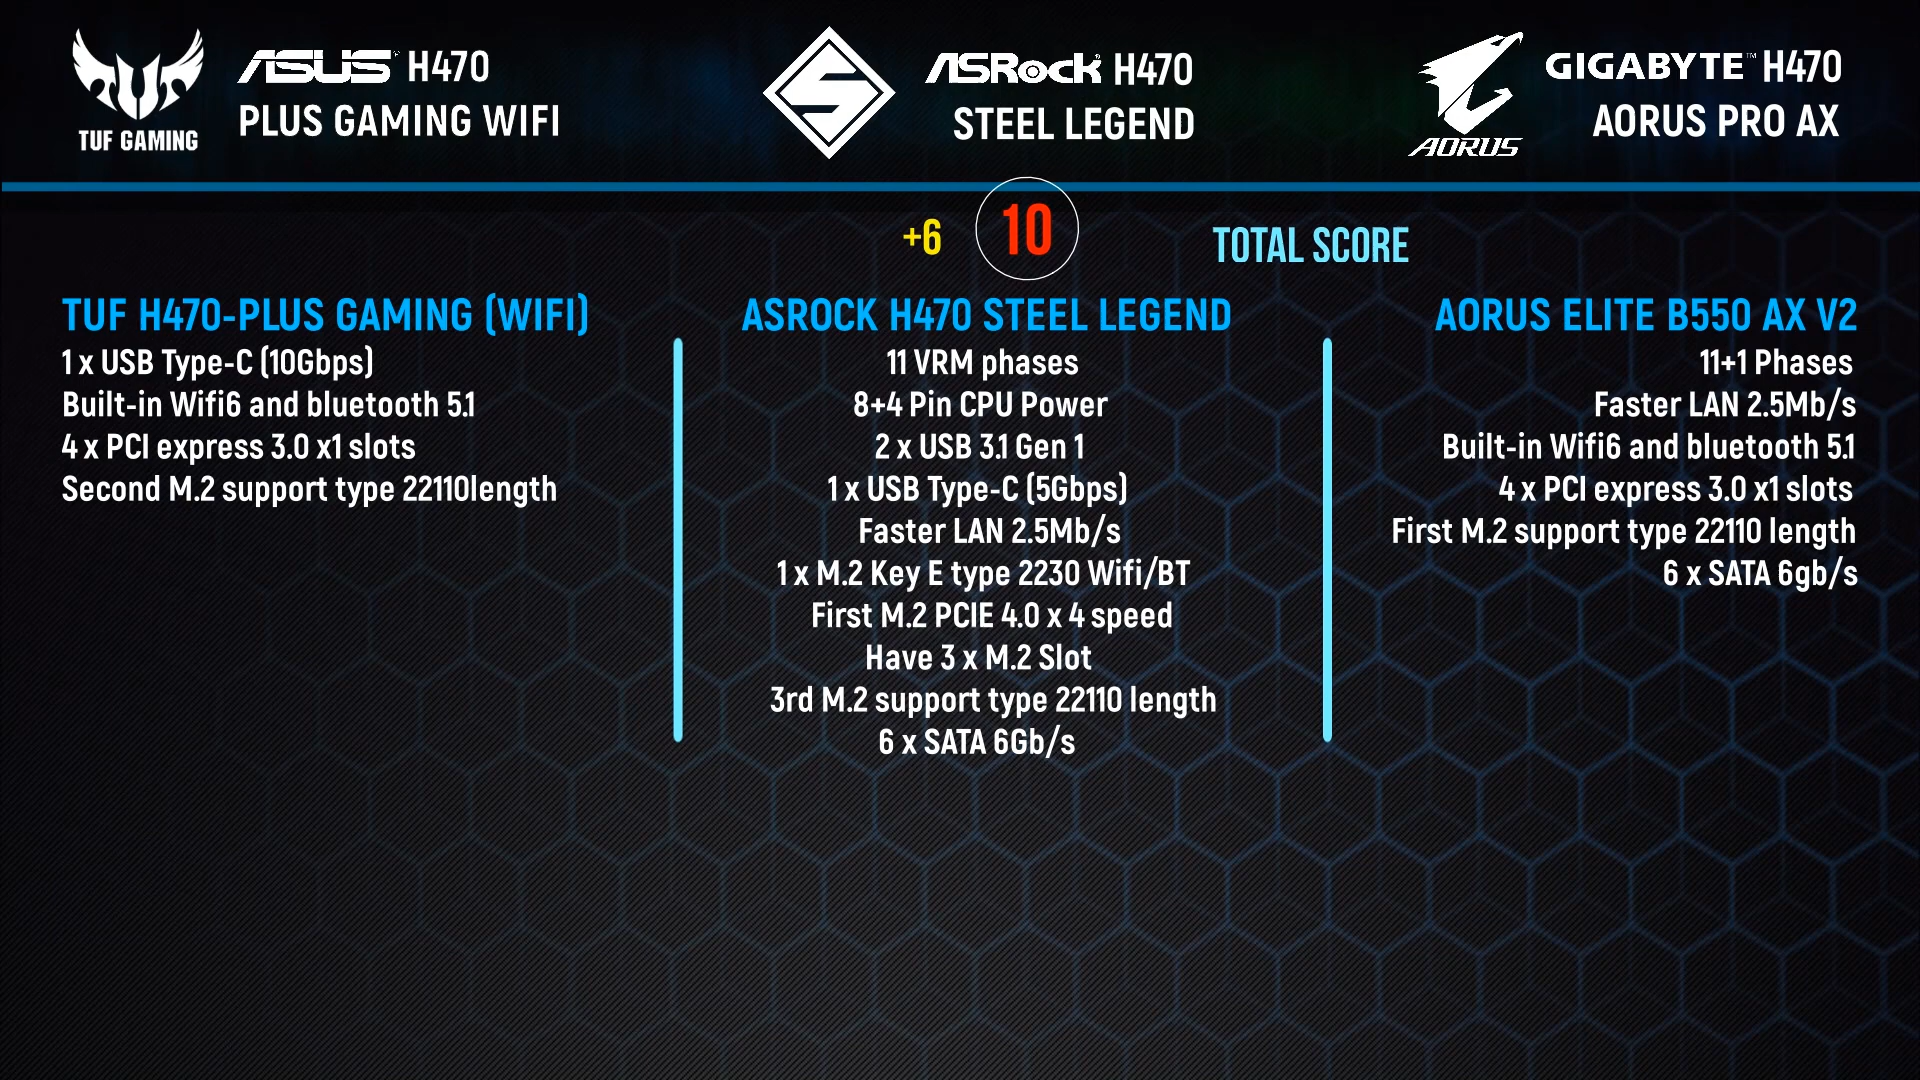 TUF GAMING
ASUS H470
PLUS GAMING WIFI
ASRock H470
STEEL LEGEND
AORUS
GIGABYTE™ H470
AORUS PRO AX
+6
10
TOTAL SCORE
TUF H470-PLUS GAMING (WIFI)
1 x USB Type-C (10Gbps)
Built-in Wifi6 and bluetooth 5.1
4 x PCI express 3.0 x1 slots
Second M.2 support type 22110length
ASROCK H470 STEEL LEGEND
11 VRM phases
8+4 Pin CPU Power
2 x USB 3.1 Gen 1
1 x USB Type-C (5Gbps)
Faster LAN 2.5Mb/s
1 x M.2 Key E type 2230 Wifi/BT
First M.2 PCIE 4.0 x 4 speed
Have 3 x M.2 Slot
3rd M.2 support type 22110 length
6 x SATA 6Gb/s
AORUS ELITE B550 AX V2
11+1 Phases
Faster LAN 2.5Mb/s
Built-in Wifi6 and bluetooth 5.1
4 x PCI express 3.0 x1 slots
First M.2 support type 22110 length
6 x SATA 6gb/s